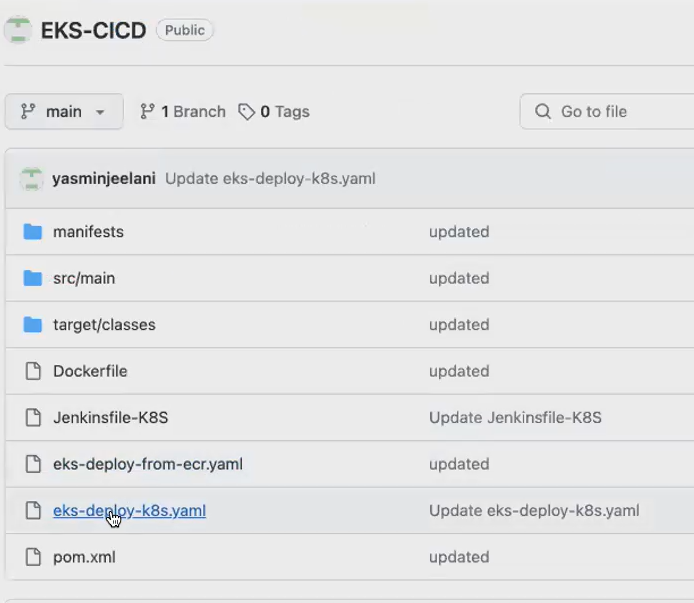 EKS-CICD Public
main 1 Branch 0 Tags Go to file
yasminjeelani Update eks-deploy-k8s.yaml
manifests updated
src/main updated
target/classes updated
Dockerfile updated
Jenkinsfile-K8S Update Jenkinsfile-K8S
eks-deploy-from-ecr.yaml updated
eks-deploy-k8s.yaml Update eks-deploy-k8s.yaml
pom.xml updated